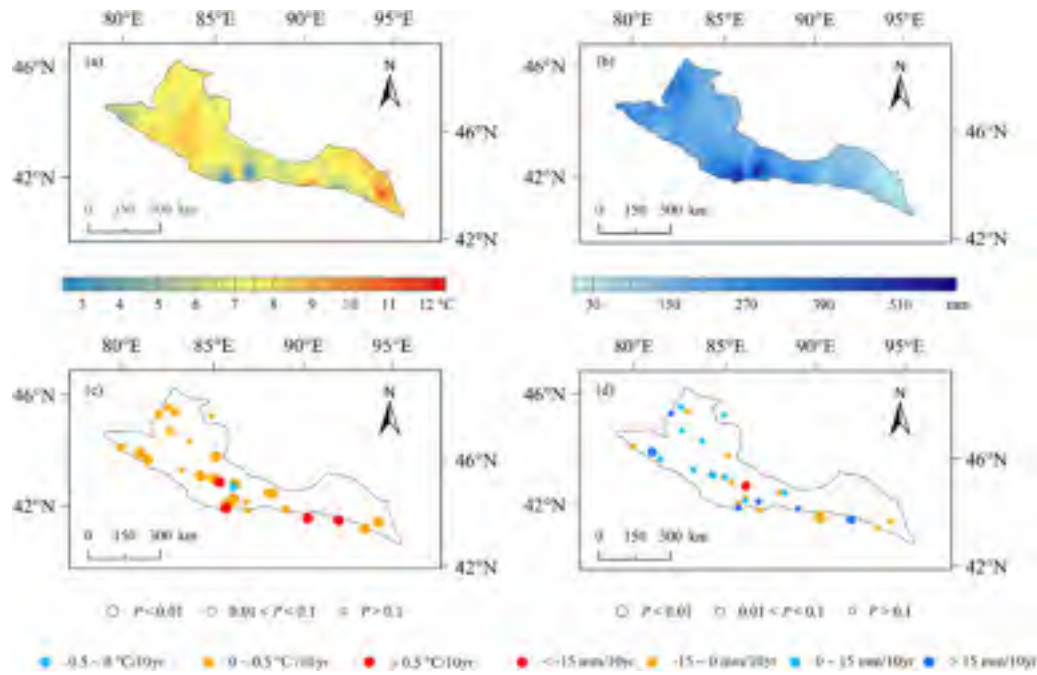 80°E 85°E 90°E 95°E 80°E 85°E 90°E 95°E
46°N (a) N 46°N (b) N
46°N 46°N
42°N 42°N
0 150 300 km 0 150 300 km
42°N 42°N
3 4 5 6 7 8 9 10 11 12 °C 30 150 270 390 510 mm
80°E 85°E 90°E 95°E 80°E 85°E 90°E 95°E
46°N (c) N 46°N (d) N
46°N 46°N
42°N 42°N
0 150 300 km 0 150 300 km
42°N 42°N
P < 0.01 0.01 < P < 0.1 P > 0.1 P < 0.01 0.01 < P < 0.1 P > 0.1
-0.5 ~ 0 °C/10yr 0 ~ 0.5 °C/10yr > 0.5 °C/10yr < -15 mm/10yr -15 ~ 0 mm/10yr 0 ~ 15 mm/10yr > 15 mm/10yr